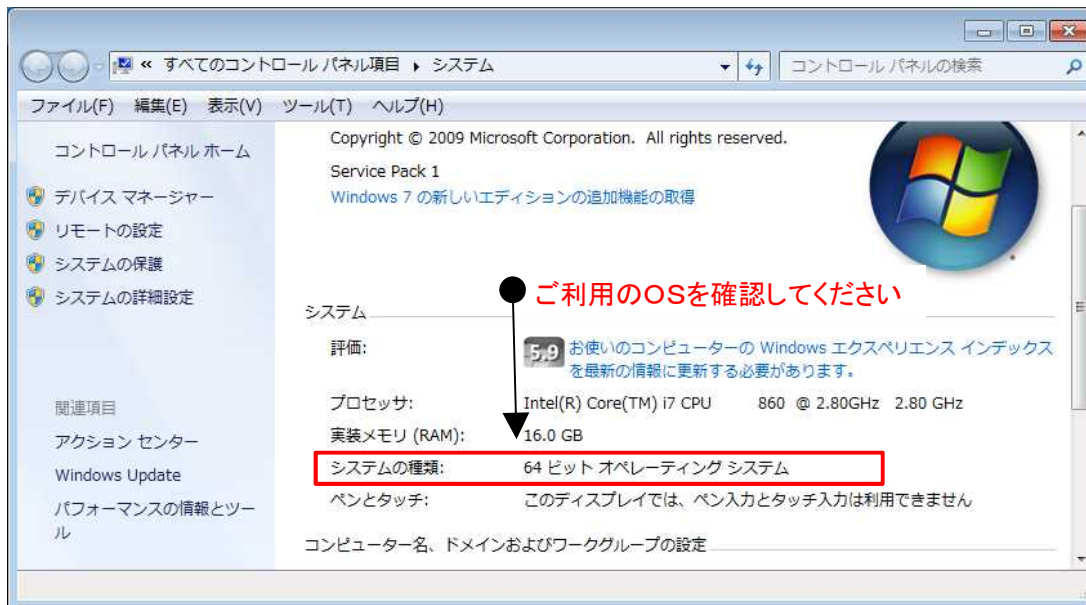 « すべてのコントロール パネル項目 ▸ システム
コントロール パネルの検索
ファイル(F) 編集(E) 表示(V) ツール(T) ヘルプ(H)
コントロール パネル ホーム
デバイス マネージャー
リモートの設定
システムの保護
システムの詳細設定
関連項目
アクション センター
Windows Update
パフォーマンスの情報とツー
ル
Copyright © 2009 Microsoft Corporation. All rights reserved.
Service Pack 1
Windows 7 の新しいエディションの追加機能の取得
ご利用のOSを確認してください
システム
評価:
5.9 お使いのコンピューターの Windows エクスペリエンス インデックス
を最新の情報に更新する必要があります。
プロセッサ: Intel(R) Core(TM) i7 CPU 860 @ 2.80GHz 2.80 GHz
実装メモリ (RAM): 16.0 GB
システムの種類: 64 ビット オペレーティング システム
ペンとタッチ: このディスプレイでは、ペン入力とタッチ入力は利用できません
コンピューター名、ドメインおよびワークグループの設定